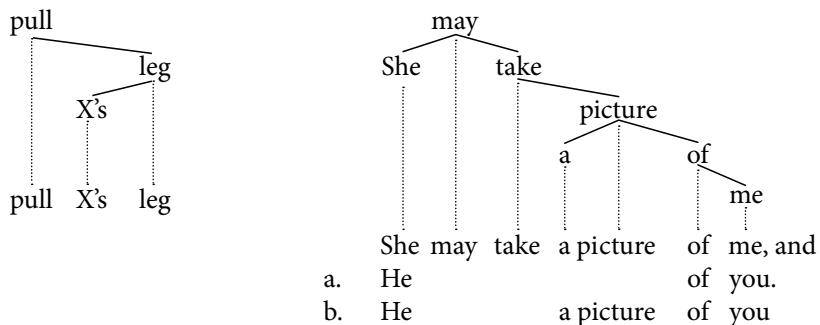 pull may
leg She take
X's picture
a of
me
pull X's leg
She may take a picture of me, and
a. He of you.
b. He a picture of you